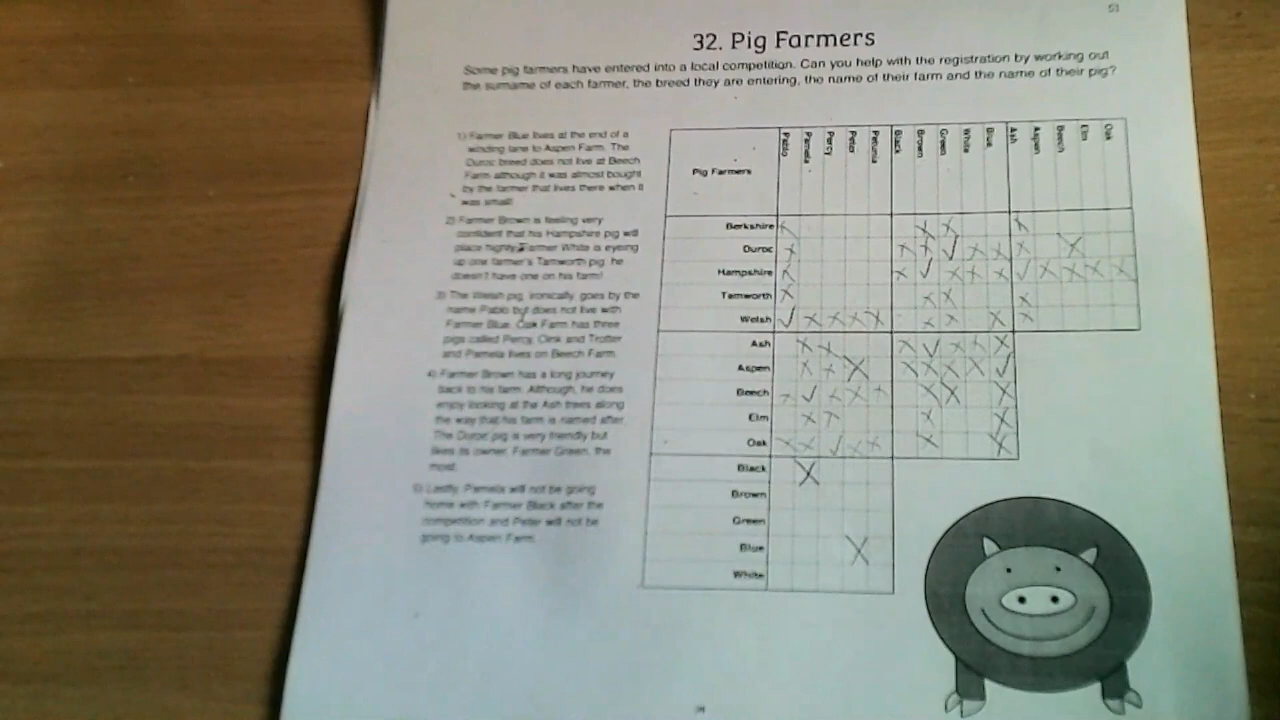 51
32. Pig Farmers
Some pig farmers have entered into a local competition. Can you help with the registration by working out
the surname of each farmer, the breed they are entering, the name of their farm and the name of their pig?
1) Farmer Blue lives at the end of a
winding lane to Aspen Farm. The
Duroc breed does not live at Beech
Farm although it was almost bought
by the farmer that lives there when it
was small!
2) Farmer Brown is feeling very
confident that his Hampshire pig will
place highly. Farmer White is eyeing
up one farmer's Tamworth pig, he
doesn't have one on his farm!
3) The Welsh pig, ironically, goes by the
name Pablo but does not live with
Farmer Blue. Oak Farm has three
pigs called Percy, Oink and Trotter
and Pamela lives on Beech Farm.
4) Farmer Brown has a long journey
back to his farm. Although, he does
enjoy looking at the Ash trees along
the way that his farm is named after.
The Duroc pig is very friendly but
likes its owner, Farmer Green, the
most.
5) Lastly, Pamela will not be going
home with Farmer Black after the
competition and Peter will not be
going to Aspen Farm.
Pig Farmers
Pablo
Pamela
Percy
Peter
Petunia
Black
Brown
Green
White
Blue
Ash
Aspen
Beech
Elm
Oak
Berkshire
Duroc
Hampshire
Tamworth
Welsh
Ash
Aspen
Beech
Elm
Oak
Black
Brown
Green
Blue
White